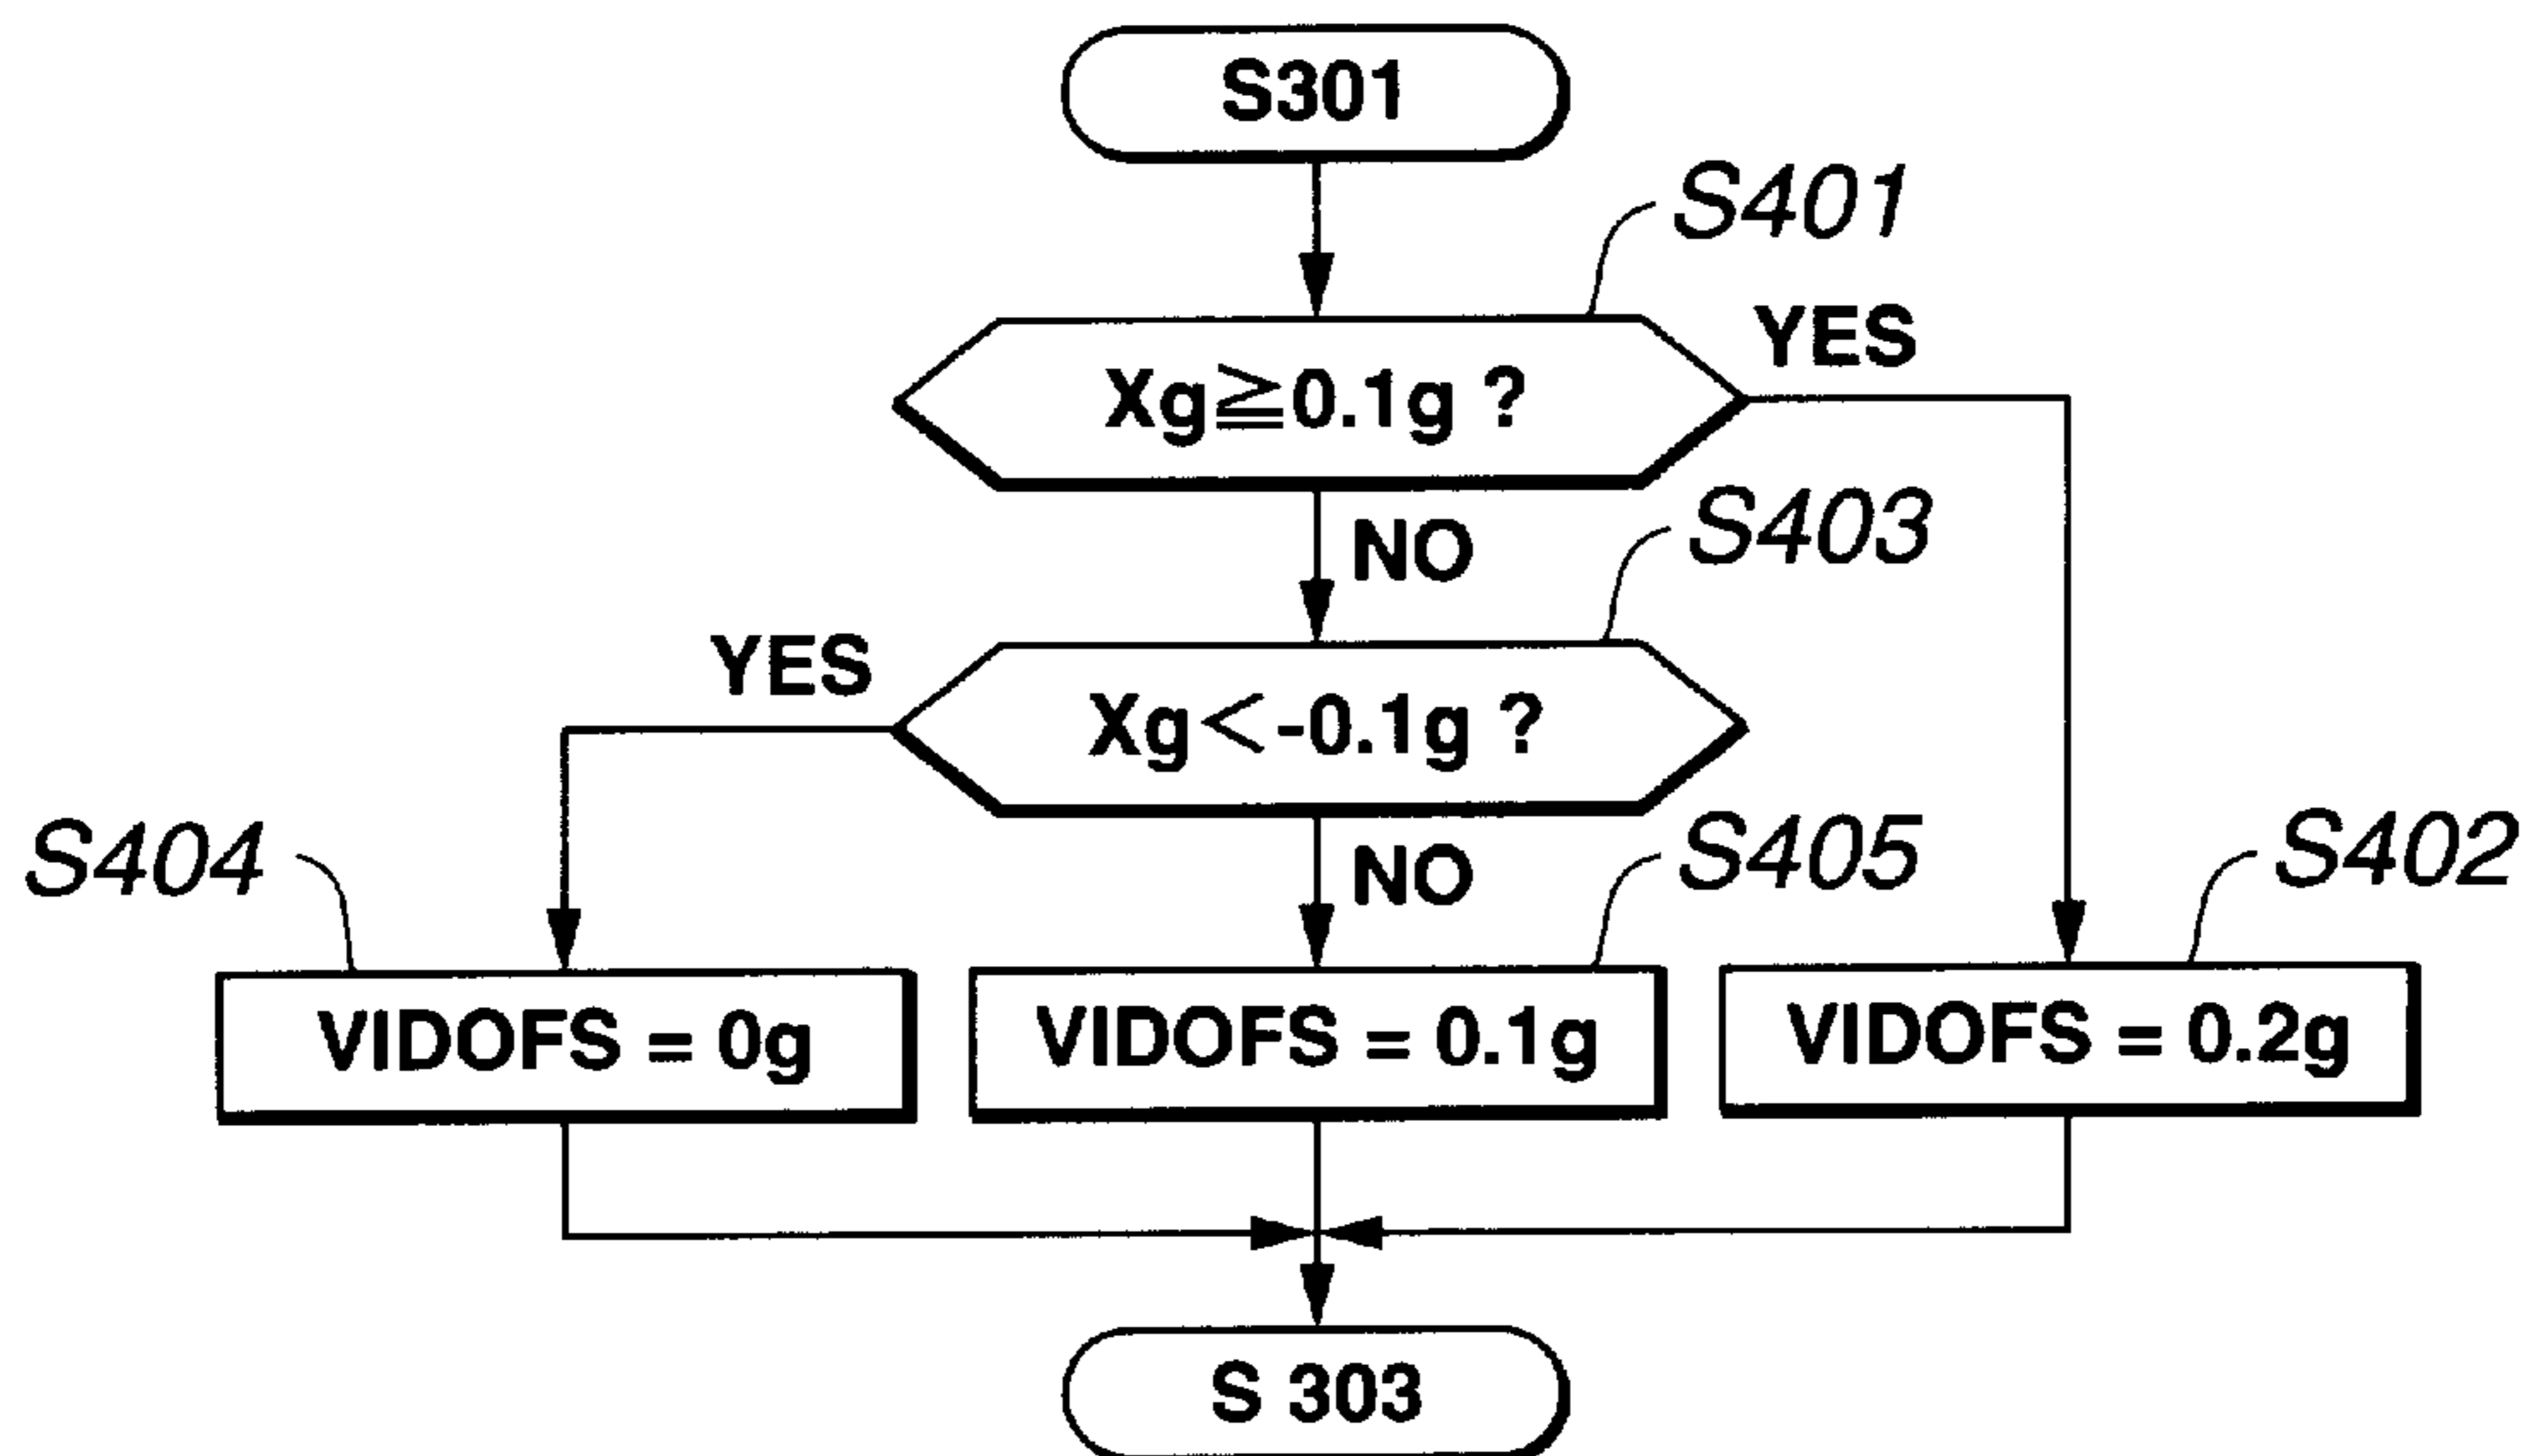 S301
S401
Xg≧0.1g ?
YES
NO
S403
YES
Xg<-0.1g ?
NO
S404
S405
S402
VIDOFS = 0g
VIDOFS = 0.1g
VIDOFS = 0.2g
S 303